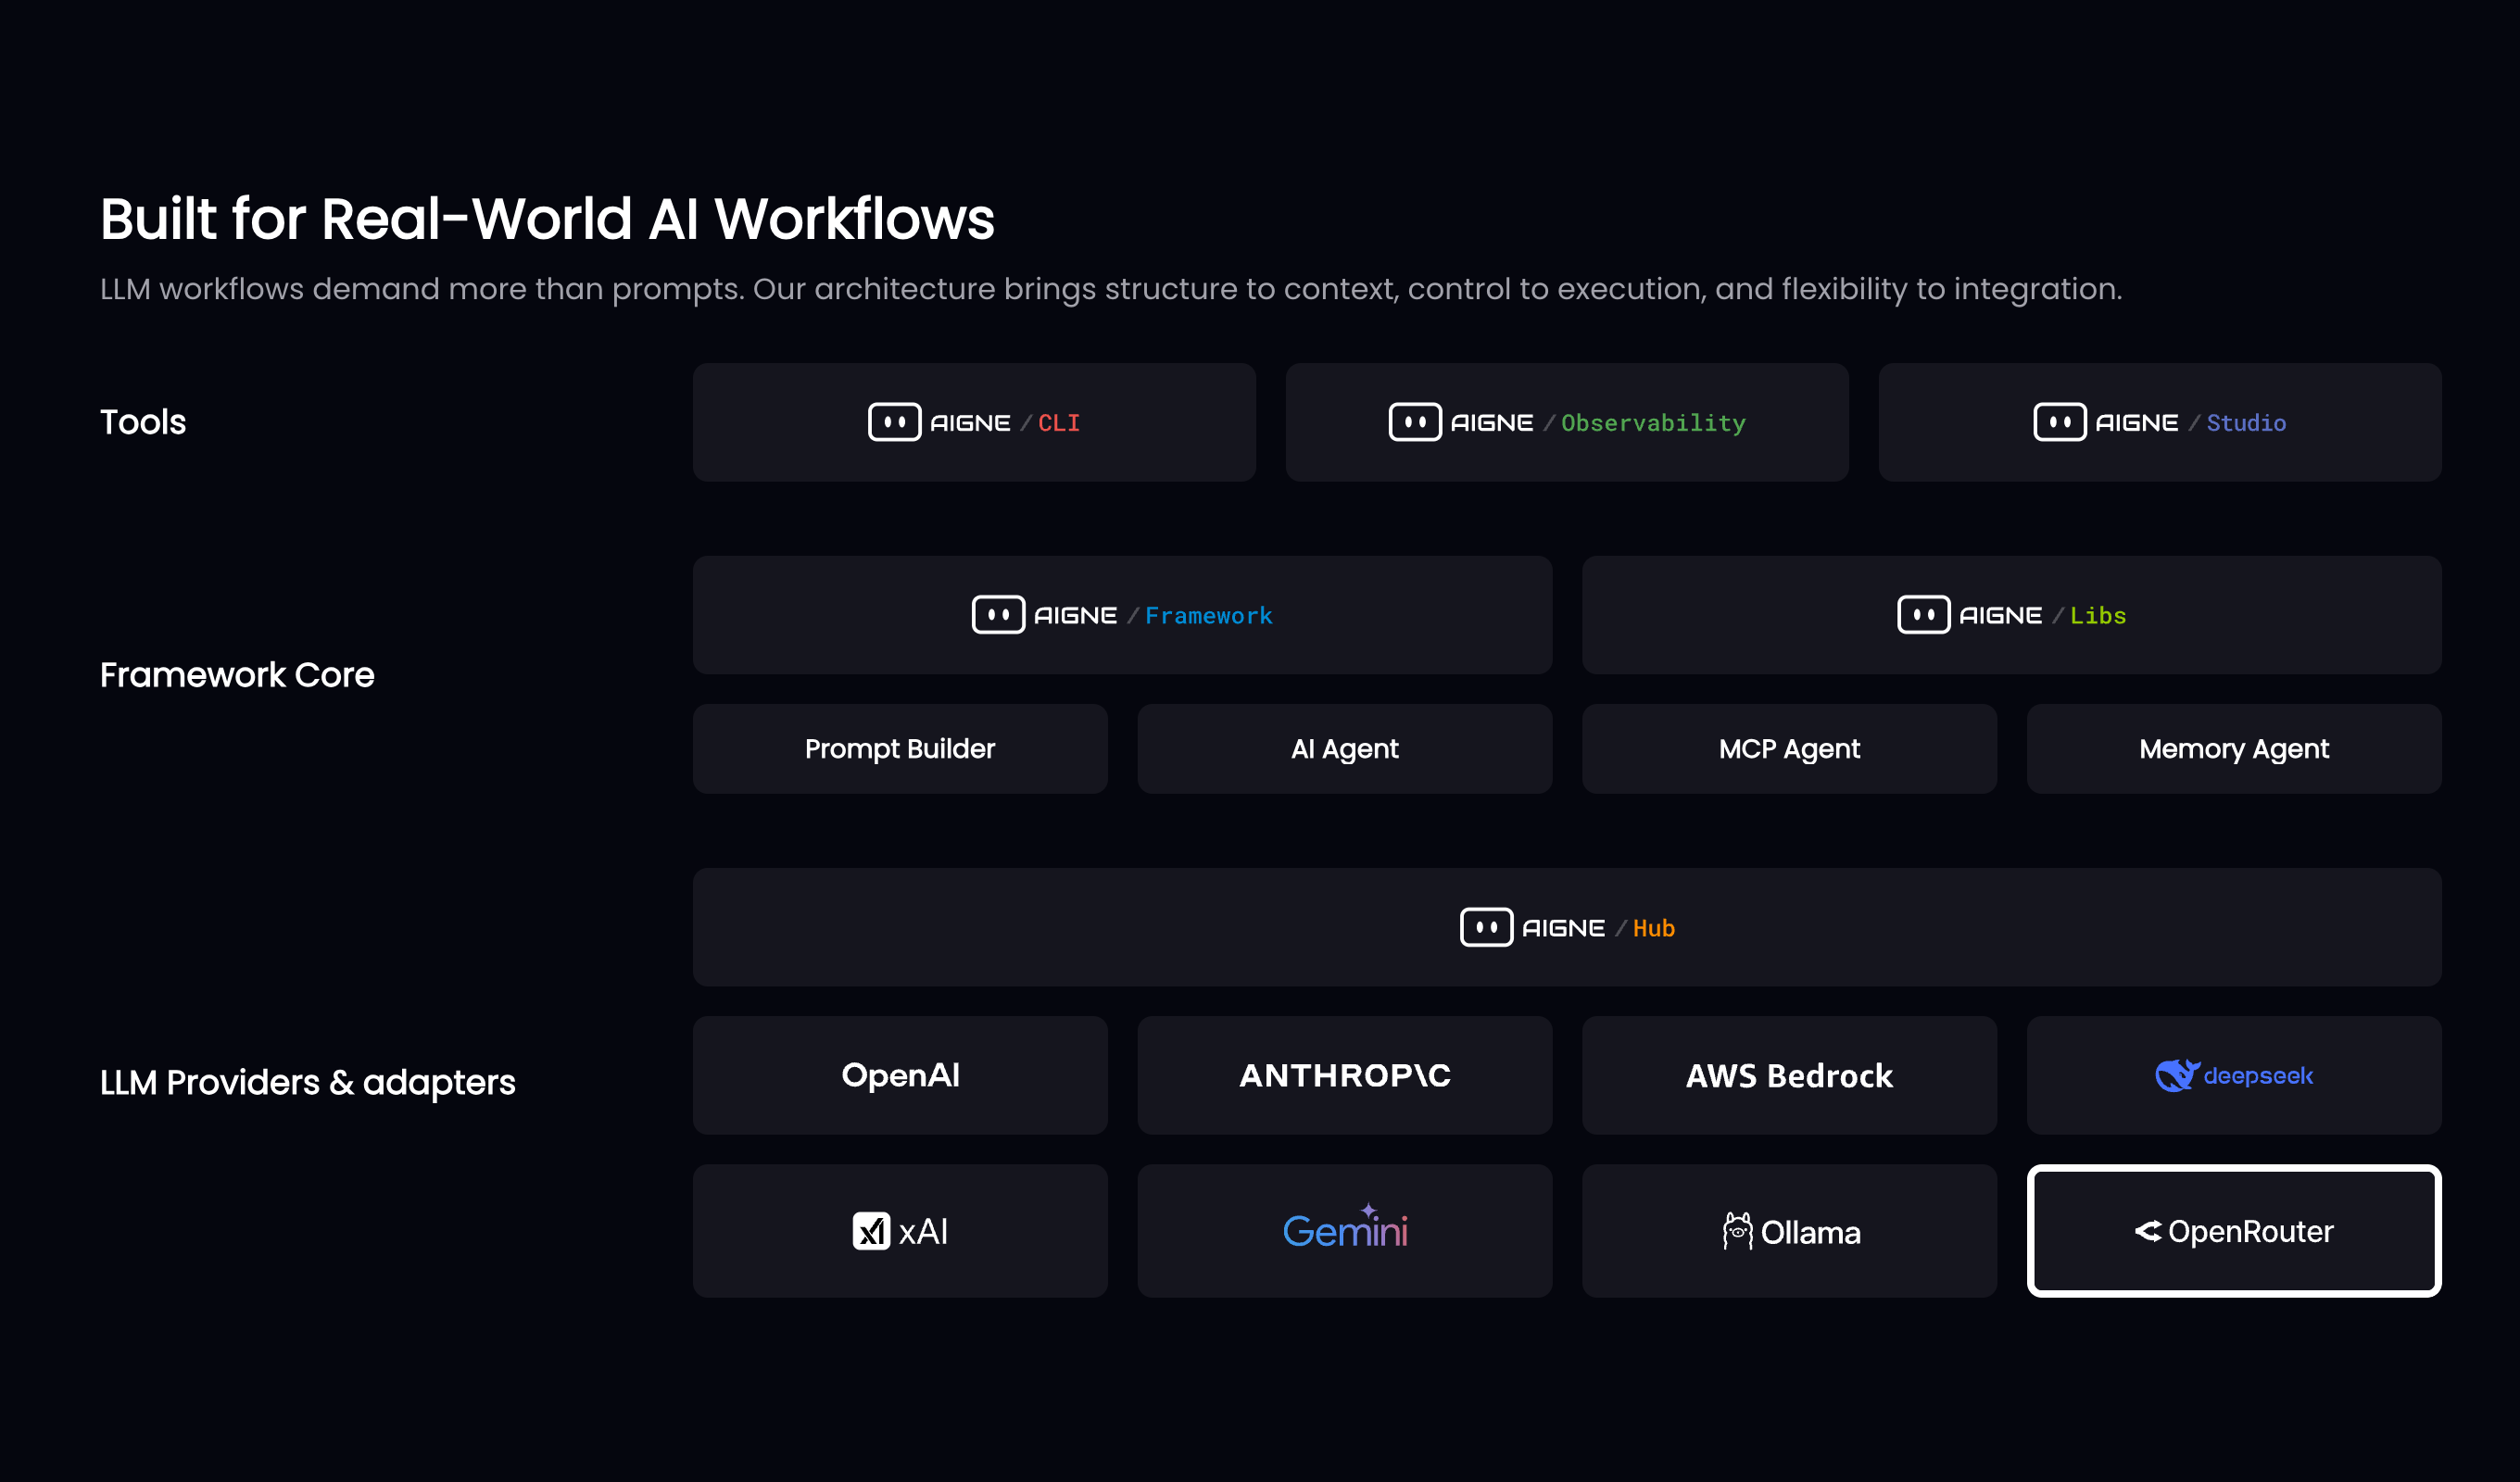 Built for Real-World AI Workflows
LLM workflows demand more than prompts. Our architecture brings structure to context, control to execution, and flexibility to integration.
Tools
AIGNE / CLI
AIGNE / Observability
AIGNE / Studio
Framework Core
AIGNE / Framework
AIGNE / Libs
Prompt Builder
AI Agent
MCP Agent
Memory Agent
LLM Providers & adapters
AIGNE / Hub
OpenAI
ANTHROP\C
AWS Bedrock
deepseek
xAI
Gemini
Ollama
OpenRouter